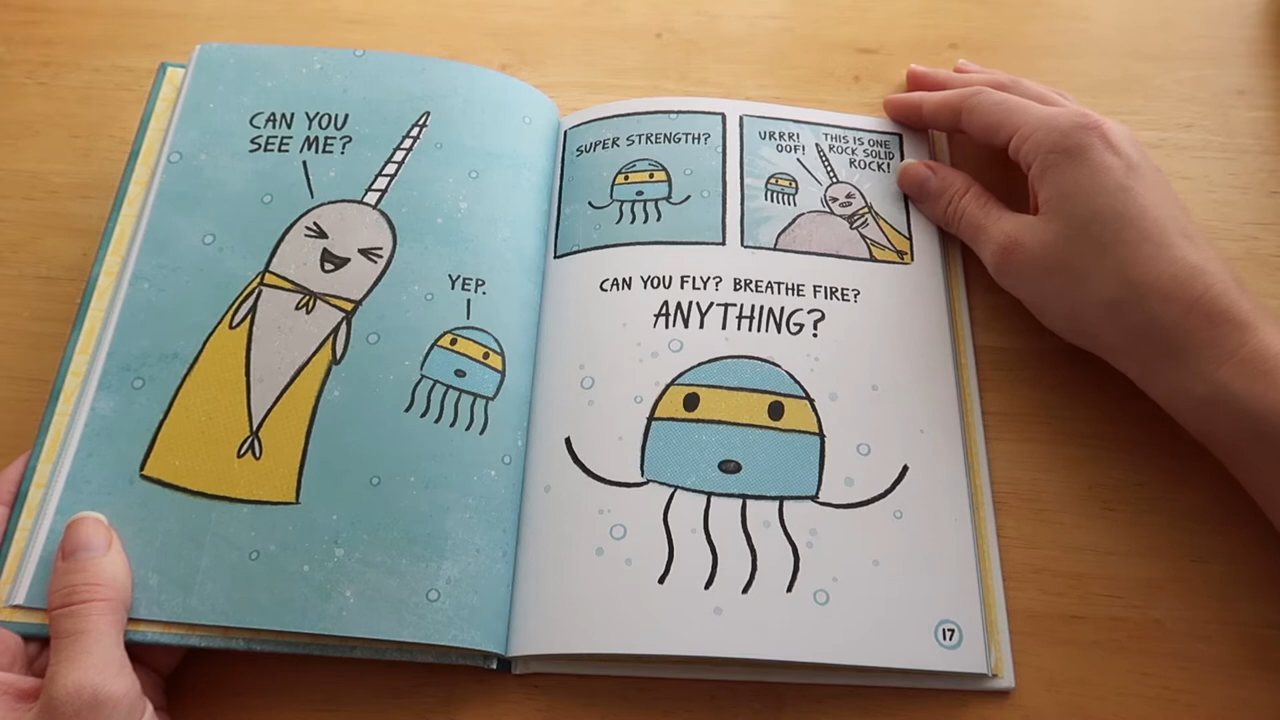 CAN YOU
SEE ME?
YEP.
SUPER STRENGTH?
URRR!
OOF!
THIS IS ONE
ROCK SOLID
ROCK!
CAN YOU FLY? BREATHE FIRE?
ANYTHING?
17